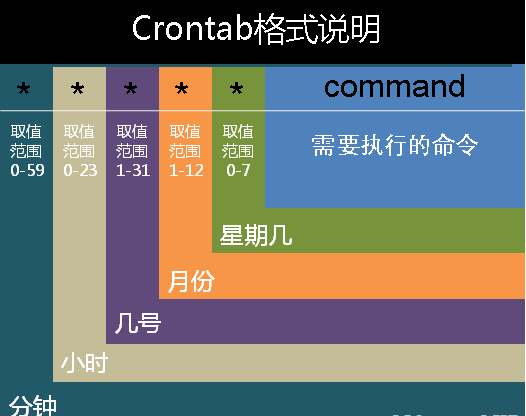 Crontab格式说明
* * * * * command
取值 取值 取值 取值 取值 需要执行的命令
范围 范围 范围 范围 范围
0-59 0-23 1-31 1-12 0-7
星期几
月份
几号
小时
分钟